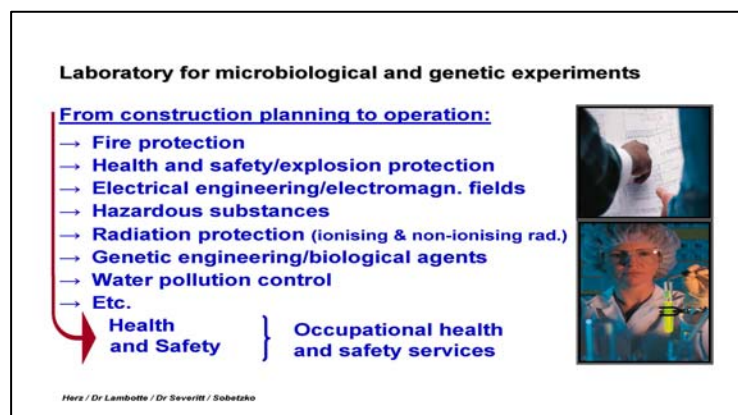 Laboratory for microbiological and genetic experiments
From construction planning to operation:
→ Fire protection
→ Health and safety/explosion protection
→ Electrical engineering/electromagn. fields
→ Hazardous substances
→ Radiation protection (ionising & non-ionising rad.)
→ Genetic engineering/biological agents
→ Water pollution control
→ Etc.
Health
and Safety
Occupational health
and safety services
Herz / Dr Lambotte / Dr Severitt / Sobetzko